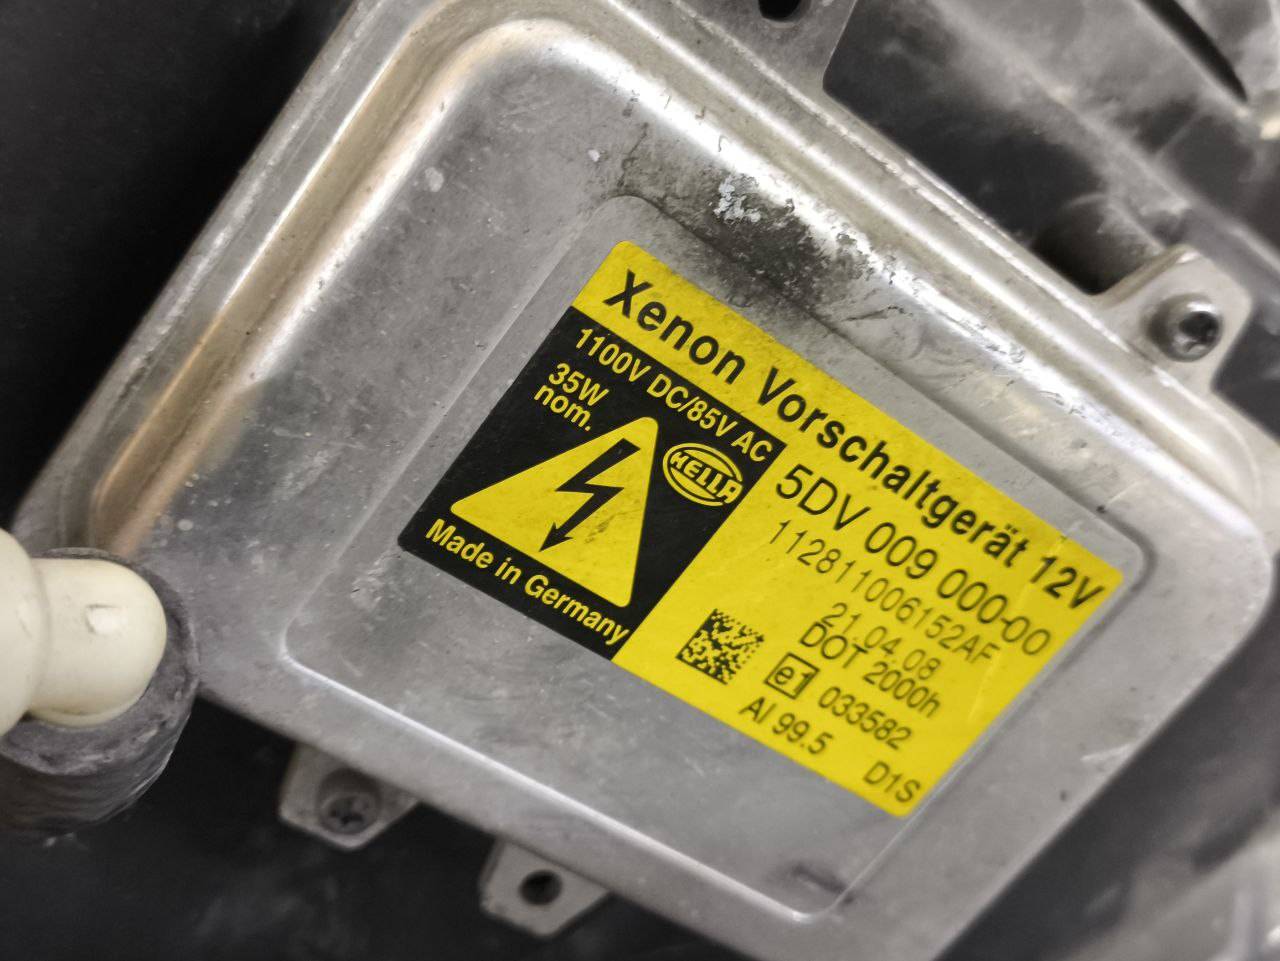 Xenon Vorschaltgerät 12V
1100V DC/85V AC
35W
nom.
HELLA
Made in Germany
5DV 009 000-00
112811006152AF
21.04.08
DOT 2000h
e1 033582
Al 99.5 D1S